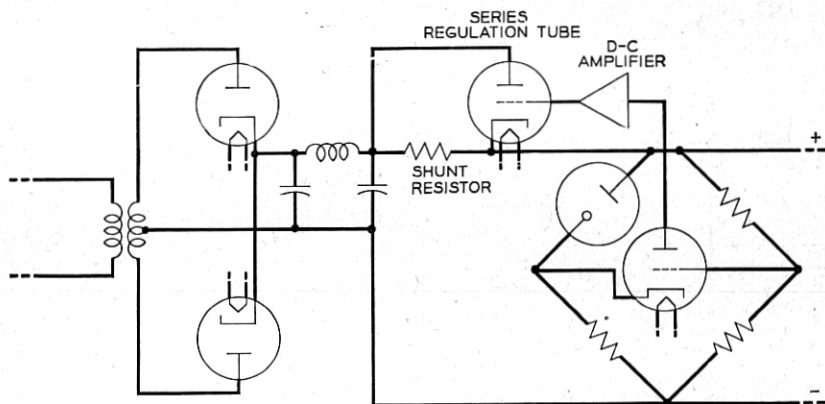 SERIES
REGULATION TUBE
D-C
AMPLIFIER
SHUNT
RESISTOR
+
-